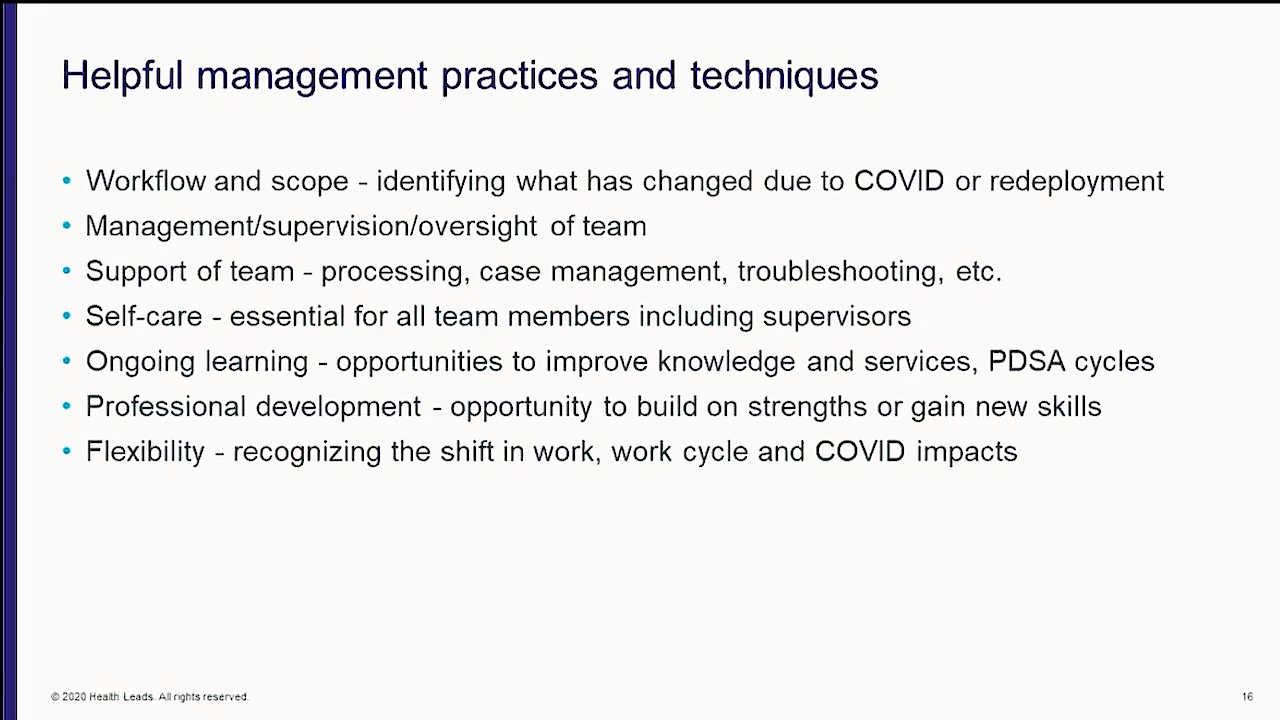 Helpful management practices and techniques
• Workflow and scope - identifying what has changed due to COVID or redeployment
• Management/supervision/oversight of team
• Support of team - processing, case management, troubleshooting, etc.
• Self-care - essential for all team members including supervisors
• Ongoing learning - opportunities to improve knowledge and services, PDSA cycles
• Professional development - opportunity to build on strengths or gain new skills
• Flexibility - recognizing the shift in work, work cycle and COVID impacts
© 2020 Health Leads. All rights reserved.
16